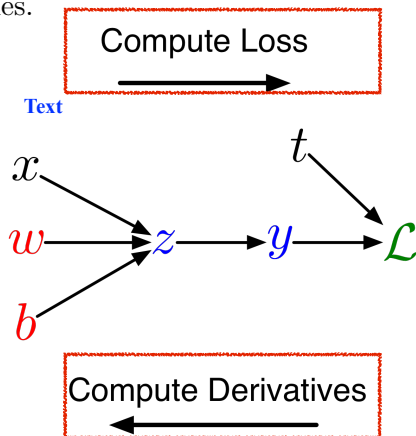 es.
Compute Loss
Text
t
x
w z y ℒ
b
Compute Derivatives